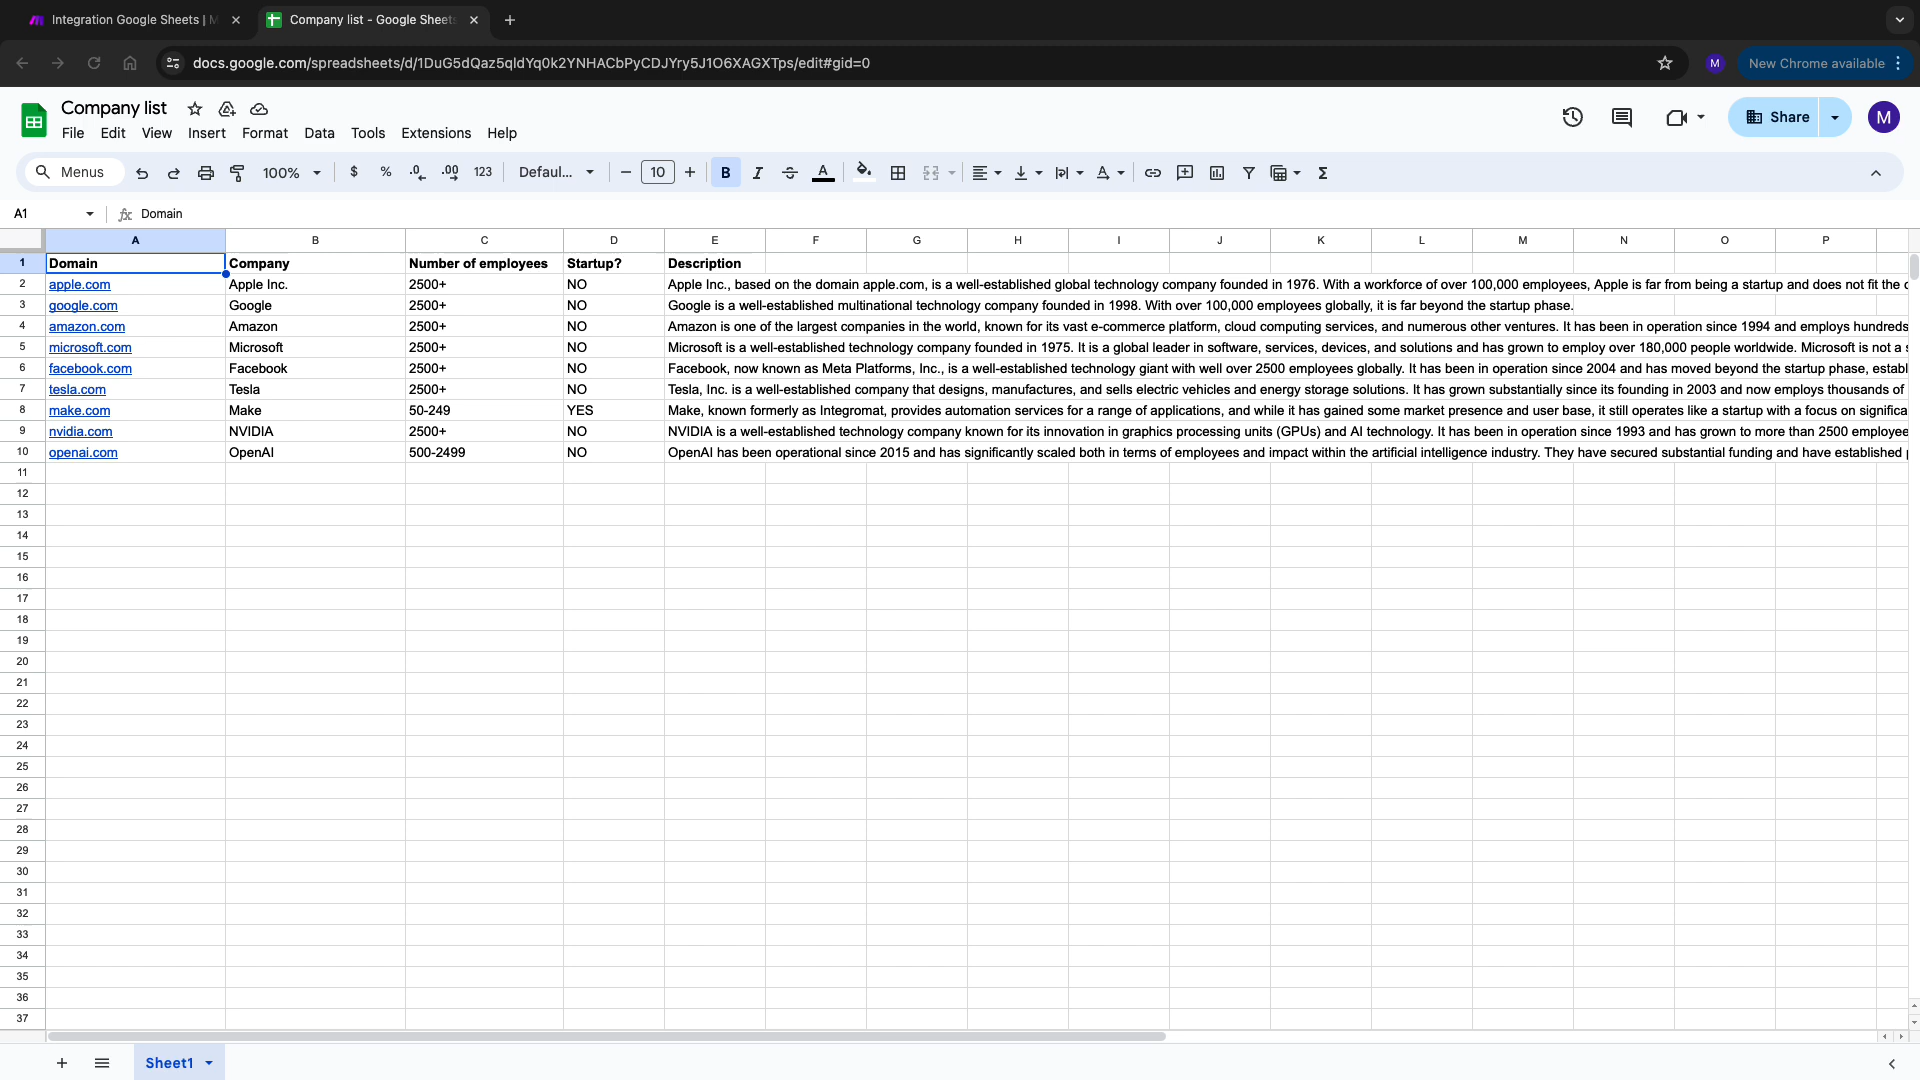 Integration Google Sheets | M
Company list - Google Sheets
docs.google.com/spreadsheets/d/1DuG5dQaz5qldYq0k2YNHACbPyCDJYry5J1O6XAGXTps/edit#gid=0
M
New Chrome available
Company list
File Edit View Insert Format Data Tools Extensions Help
Share
M
Menus 100% $ % .0 .00 123 Defaul... 10 B I A Σ
A1 fx Domain
A B C D E F G H I J K L M N O P
1 Domain Company Number of employees Startup? Description
2 apple.com Apple Inc. 2500+ NO Apple Inc., based on the domain apple.com, is a well-established global technology company founded in 1976. With a workforce of over 100,000 employees, Apple is far from being a startup and does not fit the
3 google.com Google 2500+ NO Google is a well-established multinational technology company founded in 1998. With over 100,000 employees globally, it is far beyond the startup phase.
4 amazon.com Amazon 2500+ NO Amazon is one of the largest companies in the world, known for its vast e-commerce platform, cloud computing services, and numerous other ventures. It has been in operation since 1994 and employs hundreds
5 microsoft.com Microsoft 2500+ NO Microsoft is a well-established technology company founded in 1975. It is a global leader in software, services, devices, and solutions and has grown to employ over 180,000 people worldwide. Microsoft is not a
6 facebook.com Facebook 2500+ NO Facebook, now known as Meta Platforms, Inc., is a well-established technology giant with well over 2500 employees globally. It has been in operation since 2004 and has moved beyond the startup phase, establ
7 tesla.com Tesla 2500+ NO Tesla, Inc. is a well-established company that designs, manufactures, and sells electric vehicles and energy storage solutions. It has grown substantially since its founding in 2003 and now employs thousands of
8 make.com Make 50-249 YES Make, known formerly as Integromat, provides automation services for a range of applications, and while it has gained some market presence and user base, it still operates like a startup with a focus on significa
9 nvidia.com NVIDIA 2500+ NO NVIDIA is a well-established technology company known for its innovation in graphics processing units (GPUs) and AI technology. It has been in operation since 1993 and has grown to more than 2500 employee
10 openai.com OpenAI 500-2499 NO OpenAI has been operational since 2015 and has significantly scaled both in terms of employees and impact within the artificial intelligence industry. They have secured substantial funding and have established
11
12
13
14
15
16
17
18
19
20
21
22
23
24
25
26
27
28
29
30
31
32
33
34
35
36
37
Sheet1